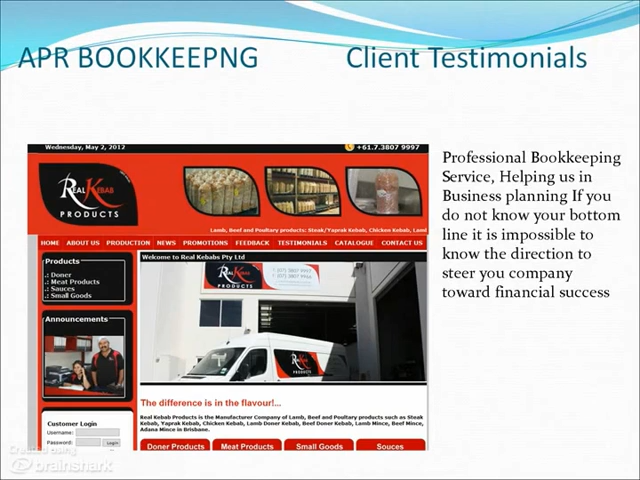 APR BOOKKEEPNG Client Testimonials
Wednesday, May 2, 2012
+61.7.3807 9997
REAL KEBAB
PRODUCTS
Lamb, Beef and Poultary products: Steak/Yaprak Kebab, Chicken Kebab, Lamd
HOME ABOUT US PRODUCTION NEWS PROMOTIONS FEEDBACK TESTIMONIALS CATALOGUE CONTACT US
Products
.: Doner
.: Meat Products
.: Sauces
.: Small Goods
Announcements
Customer Login
Username:
Password:
Login
Welcome to Real Kebabs Pty Ltd
REAL KEBAB
PRODUCTS
The difference is in the flavour!...
Real Kebab Products is the Manufacturer Company of Lamb, Beef and Poultary products such as Steak
Kebab, Yaprak Kebab, Chicken Kebab, Lamb Doner Kebab, Beef Doner Kebab, Lamb Mince, Beef Mince,
Adana Mince in Brisbane.
Doner Products Meat Products Small Goods Souces
Professional Bookkeeping
Service, Helping us in
Business planning If you
do not know your bottom
line it is impossible to
know the direction to
steer you company
toward financial success
Created using
brainshark